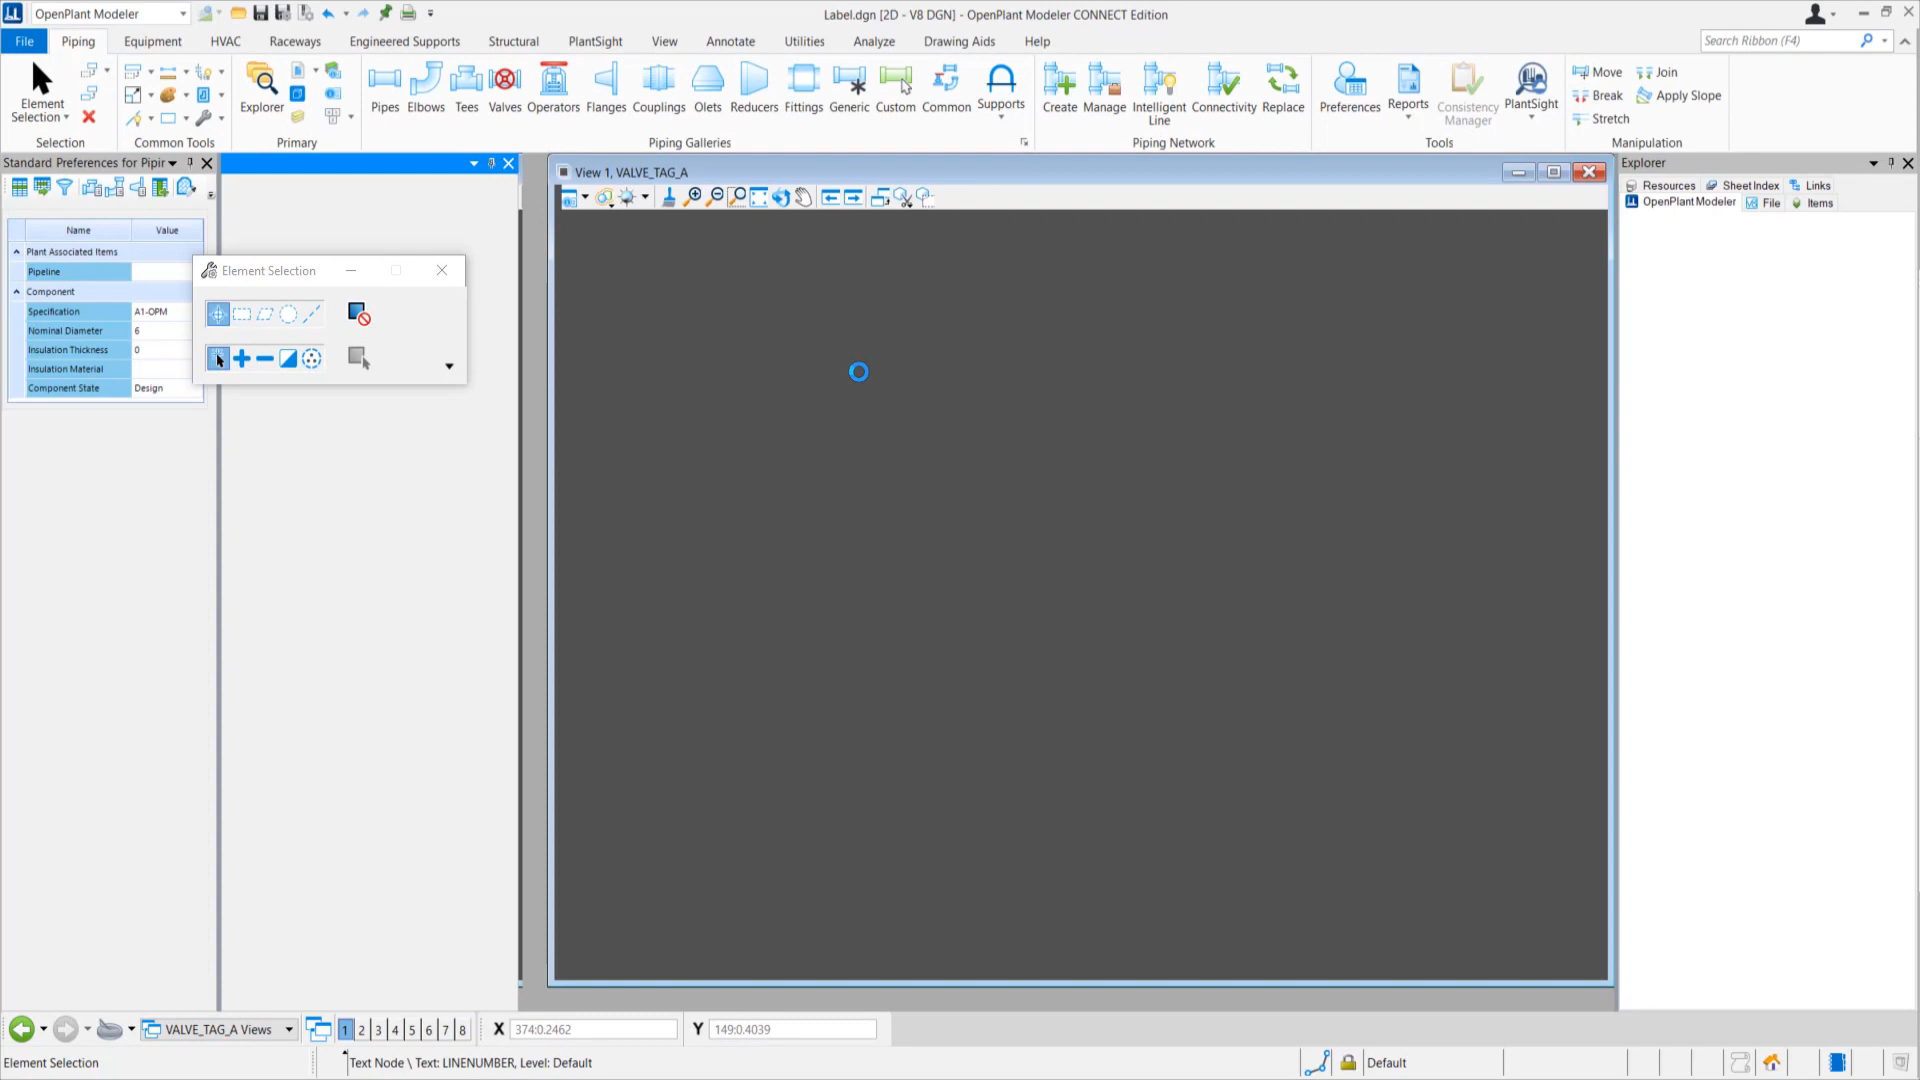 OpenPlant Modeler
Label.dgn [2D - V8 DGN] - OpenPlant Modeler CONNECT Edition
File Piping Equipment HVAC Raceways Engineered Supports Structural PlantSight View Annotate Utilities Analyze Drawing Aids Help
Search Ribbon (F4)
Element Selection
Explorer
Pipes Elbows Tees Valves Operators Flanges Couplings Olets Reducers Fittings Generic Custom Common Supports
Create Manage Intelligent Line Connectivity Replace
Preferences Reports Consistency Manager PlantSight
Move Join
Break Apply Slope
Stretch
Selection Common Tools Primary Piping Galleries Piping Network Tools Manipulation
Standard Preferences for Pipir
View 1, VALVE_TAG_A
Explorer
Resources Sheet Index Links
OpenPlant Modeler File Items
Name Value
Plant Associated Items
Pipeline
Component
Specification A1-OPM
Nominal Diameter 6
Insulation Thickness 0
Insulation Material
Component State Design
Element Selection
VALVE_TAG_A Views
1 2 3 4 5 6 7 8
X 374:0.2462
Y 149:0.4039
Element Selection
Text Node \ Text: LINENUMBER, Level: Default
Default